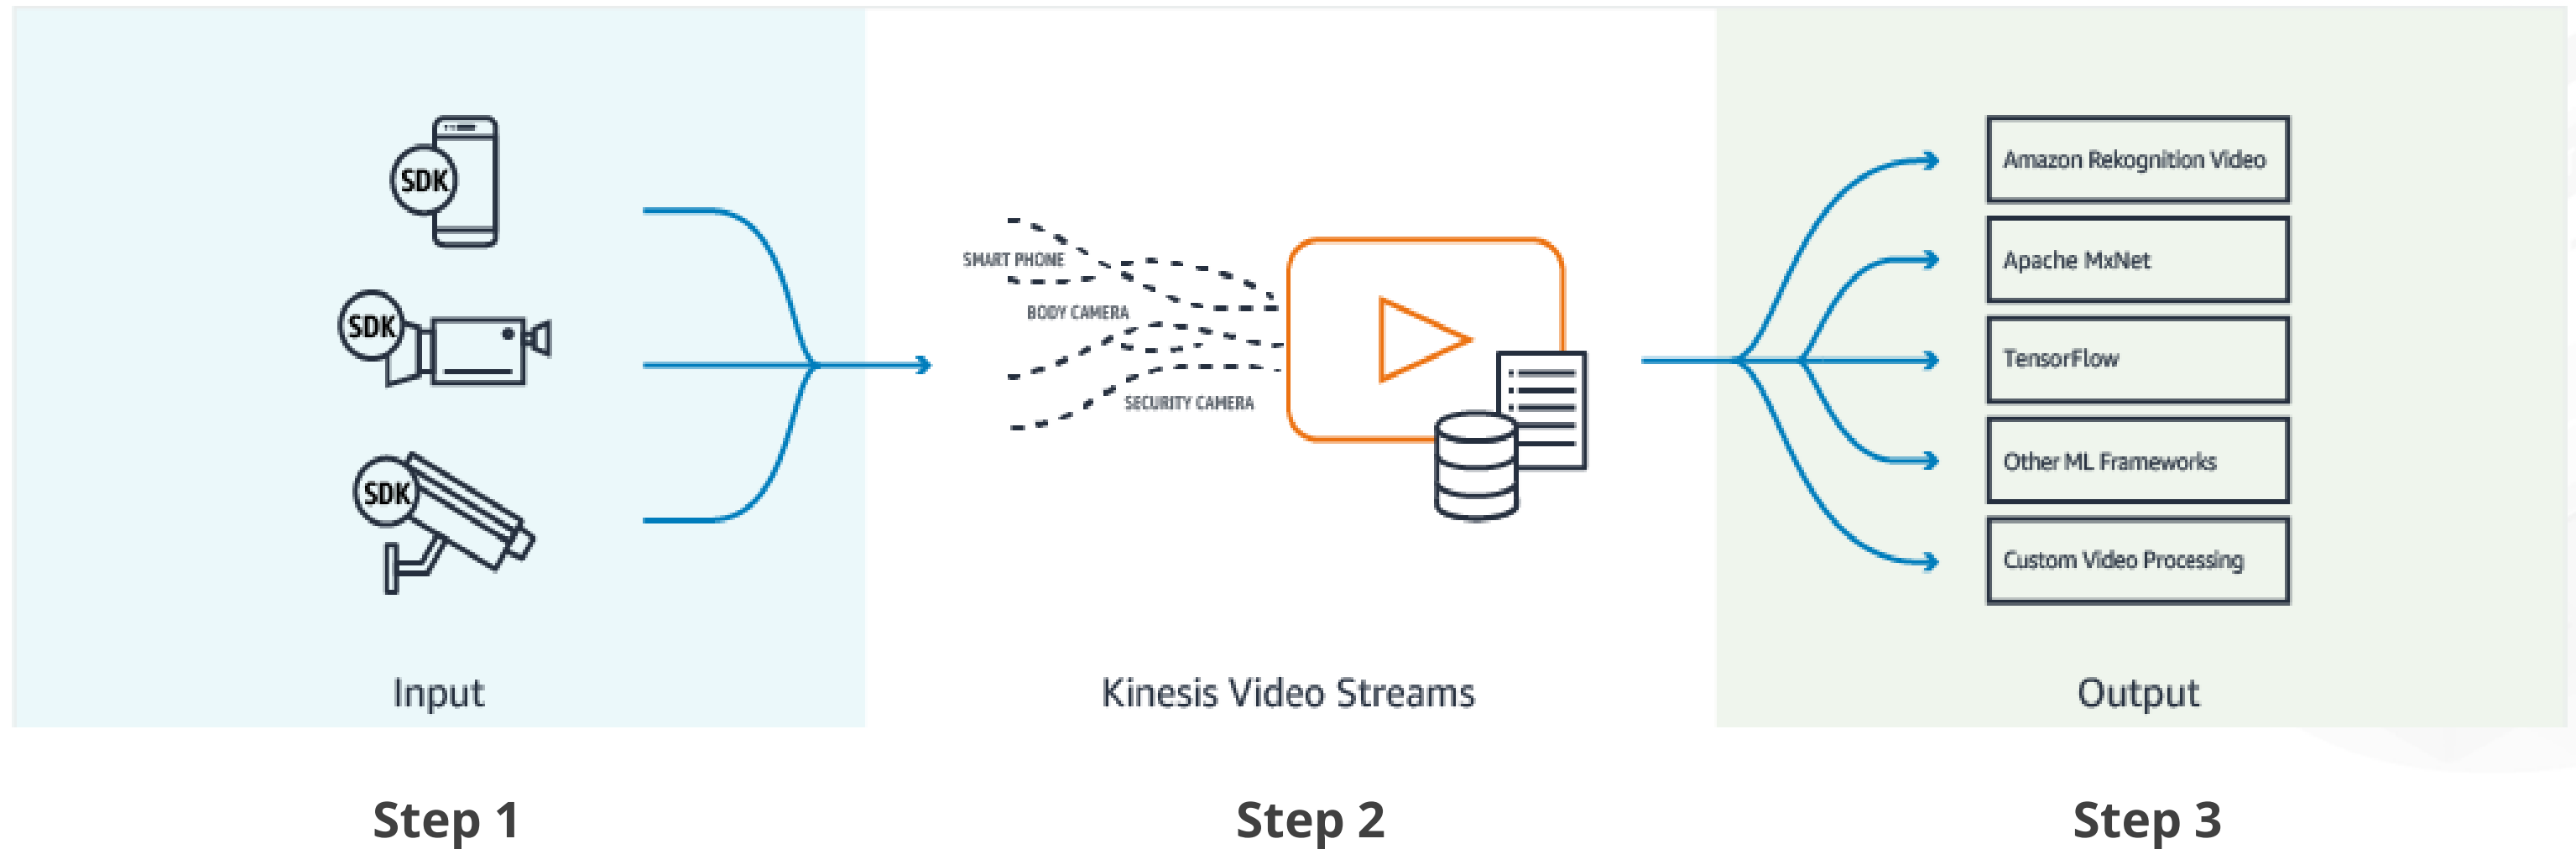 SDK
SDK
SDK
Input
SMART PHONE
BODY CAMERA
SECURITY CAMERA
Kinesis Video Streams
Amazon Rekognition Video
Apache MxNet
TensorFlow
Other ML Frameworks
Custom Video Processing
Output
Step 1
Step 2
Step 3